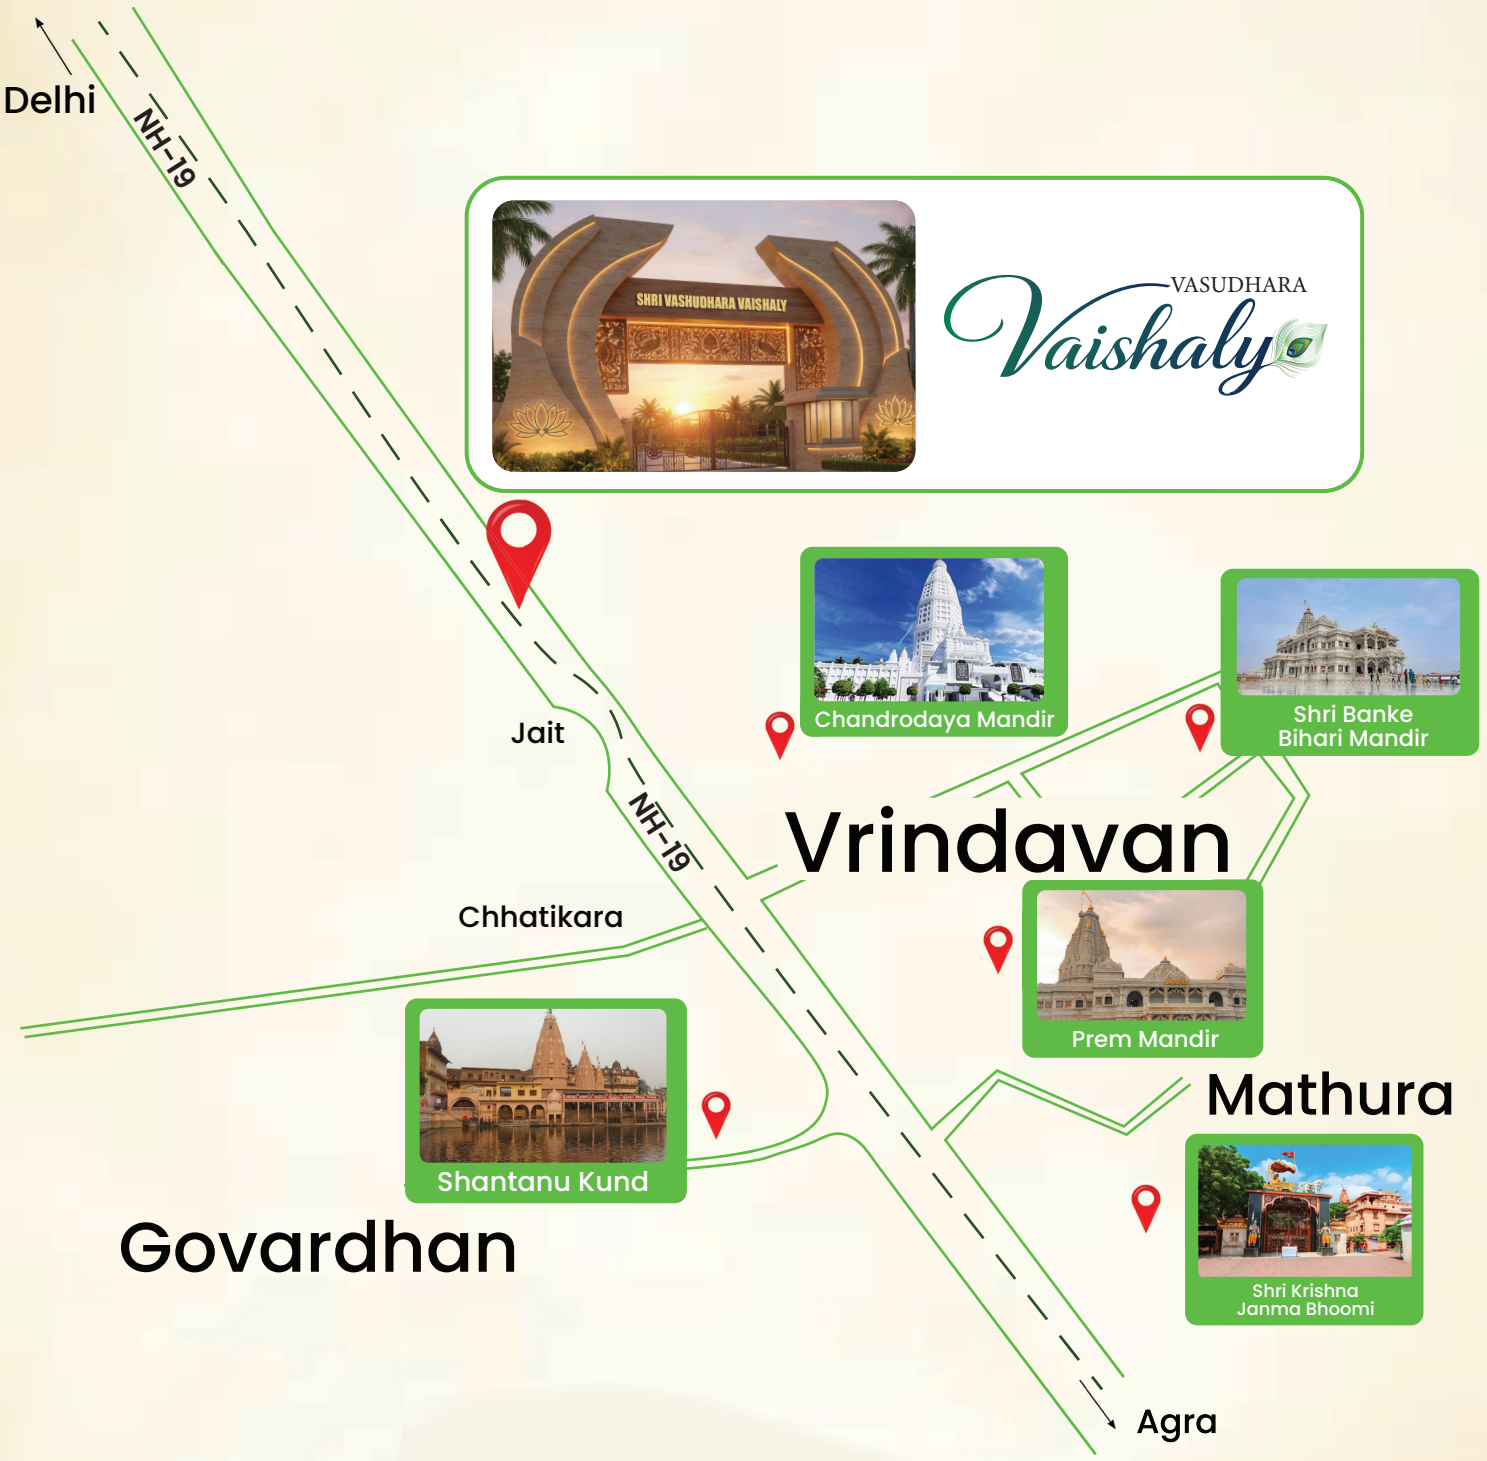 Delhi
NH-19
SHRI VASHUDHARA VAISHALY
VASUDHARA
Vaishaly
Jait
NH-19
Chandrodaya Mandir
Shri Banke
Bihari Mandir
Vrindavan
Chhatikara
Prem Mandir
Shantanu Kund
Mathura
Govardhan
Shri Krishna
Janma Bhoomi
Agra